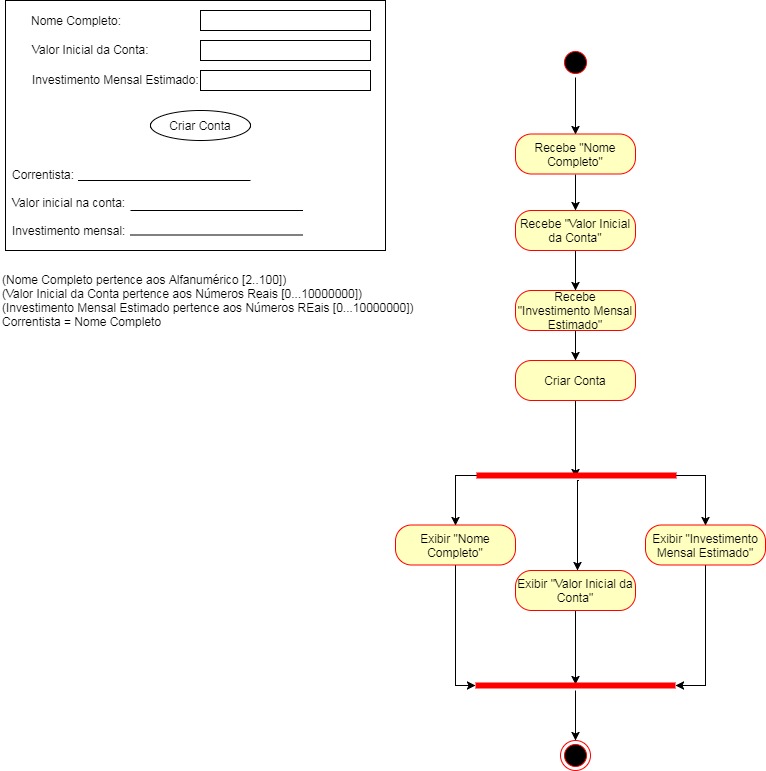 Nome Completo:
Valor Inicial da Conta:
Investimento Mensal Estimado:
Criar Conta
Correntista:
Valor inicial na conta:
Investimento mensal:
(Nome Completo pertence aos Alfanumérico [2..100])
(Valor Inicial da Conta pertence aos Números Reais [0...10000000])
(Investimento Mensal Estimado pertence aos Números REais [0...10000000])
Correntista = Nome Completo
Recebe "Nome
Completo"
Recebe "Valor Inicial
da Conta"
Recebe
"Investimento Mensal
Estimado"
Criar Conta
Exibir "Nome
Completo"
Exibir "Valor Inicial da
Conta"
Exibir "Investimento
Mensal Estimado"